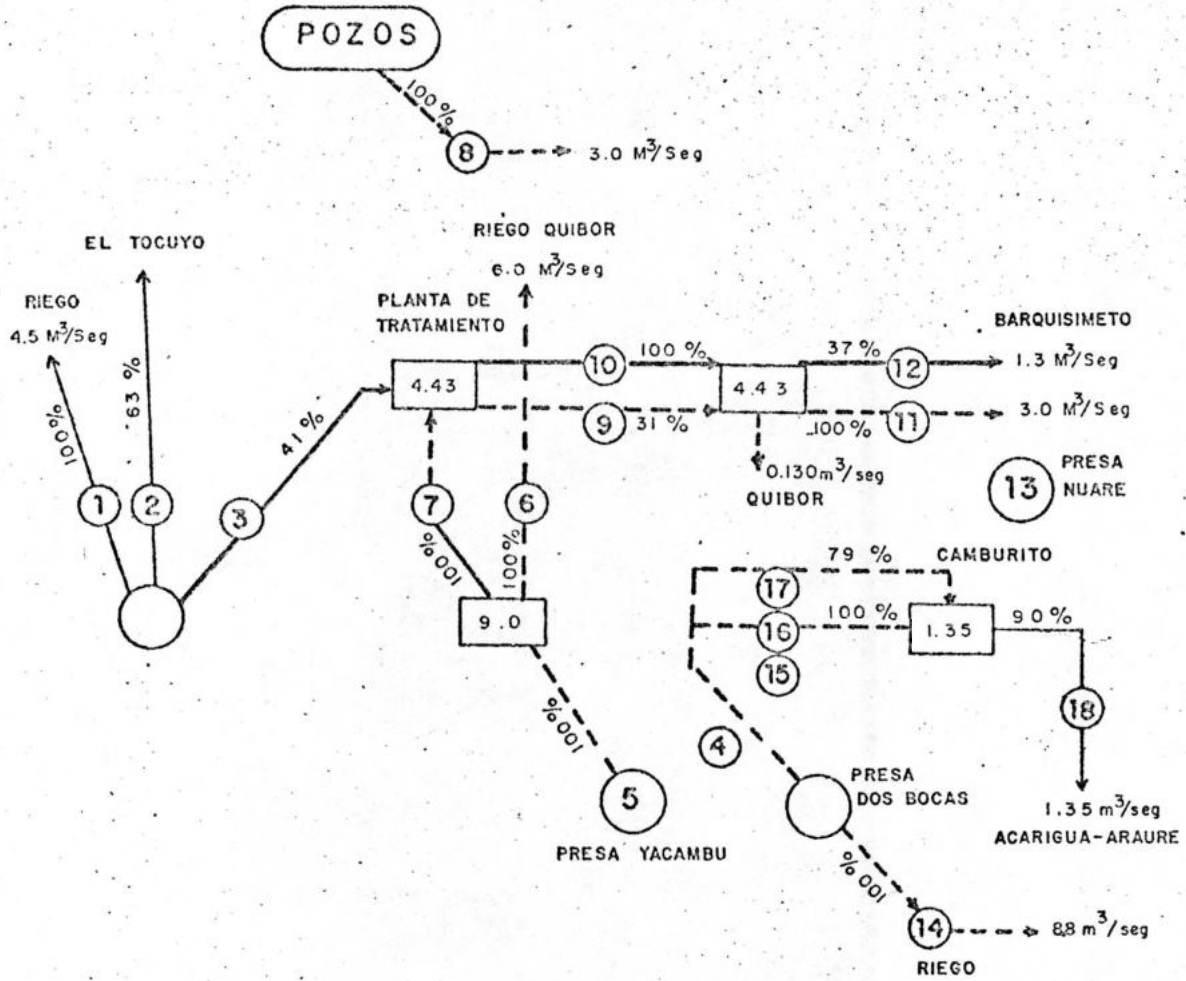 POZOS
100%
8
3.0 M³/Seg
RIEGO QUIBOR
6.0 M³/Seg
EL TOCUYO
RIEGO
4.5 M³/Seg
PLANTA DE
TRATAMIENTO
BARQUISIMETO
100%
63 %
41 %
4.43
10
100 %
4.43
37 %
12
1.3 M³/Seg
9
31 %
100 %
11
3.0 M³/Seg
0.130 m³/seg
QUIBOR
13
PRESA
NUARE
1
2
3
7
6
100%
100%
9.0
79 %
CAMBURITO
17
16
100 %
1.35
90%
15
100%
4
18
5
PRESA YACAMBU
PRESA
DOS BOCAS
1.35 m³/seg
ACARIGUA-ARAURE
100 %
14
8.8 m³/seg
RIEGO